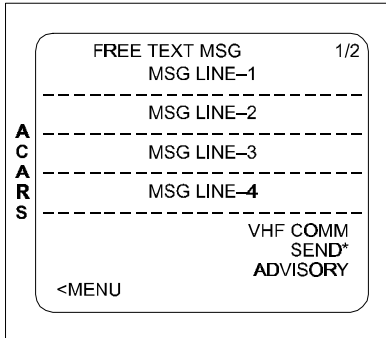 FREE TEXT MSG 1/2
MSG LINE–1
MSG LINE–2
MSG LINE–3
MSG LINE–4
ACARS
VHF COMM
SEND*
ADVISORY
<MENU